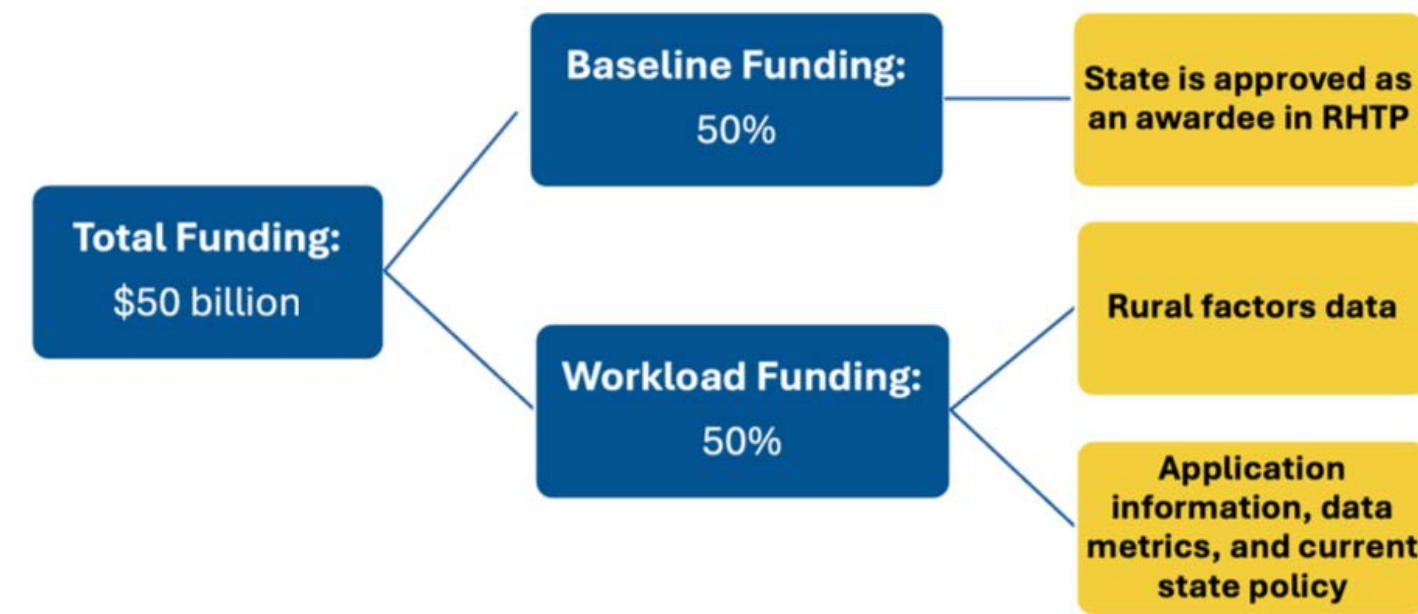 Baseline Funding:
50%
State is approved as
an awardee in RHTP
Total Funding:
$50 billion
Rural factors data
Workload Funding:
50%
Application
information, data
metrics, and current
state policy